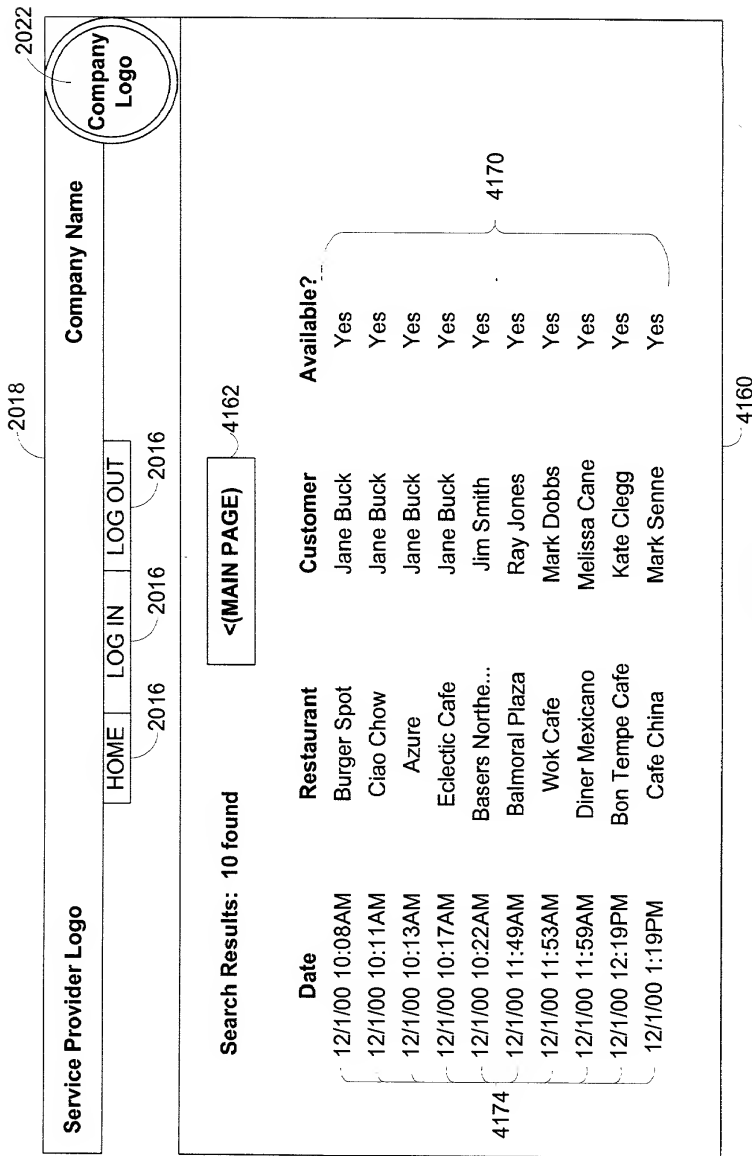 2018
2022
Service Provider Logo Company Name Company Logo
HOME LOG IN LOG OUT
2016 2016 2016
Search Results: 10 found <(MAIN PAGE) 4162
Date Restaurant Customer Available?
12/1/00 10:08AM Burger Spot Jane Buck Yes
12/1/00 10:11AM Ciao Chow Jane Buck Yes
12/1/00 10:13AM Azure Jane Buck Yes
12/1/00 10:17AM Eclectic Cafe Jane Buck Yes
12/1/00 10:22AM Basers Northe... Jim Smith Yes
12/1/00 11:49AM Balmoral Plaza Ray Jones Yes
12/1/00 11:53AM Wok Cafe Mark Dobbs Yes
12/1/00 11:59AM Diner Mexicano Melissa Cane Yes
12/1/00 12:19PM Bon Tempe Cafe Kate Clegg Yes
12/1/00 1:19PM Cafe China Mark Senne Yes
4174
4170
4160